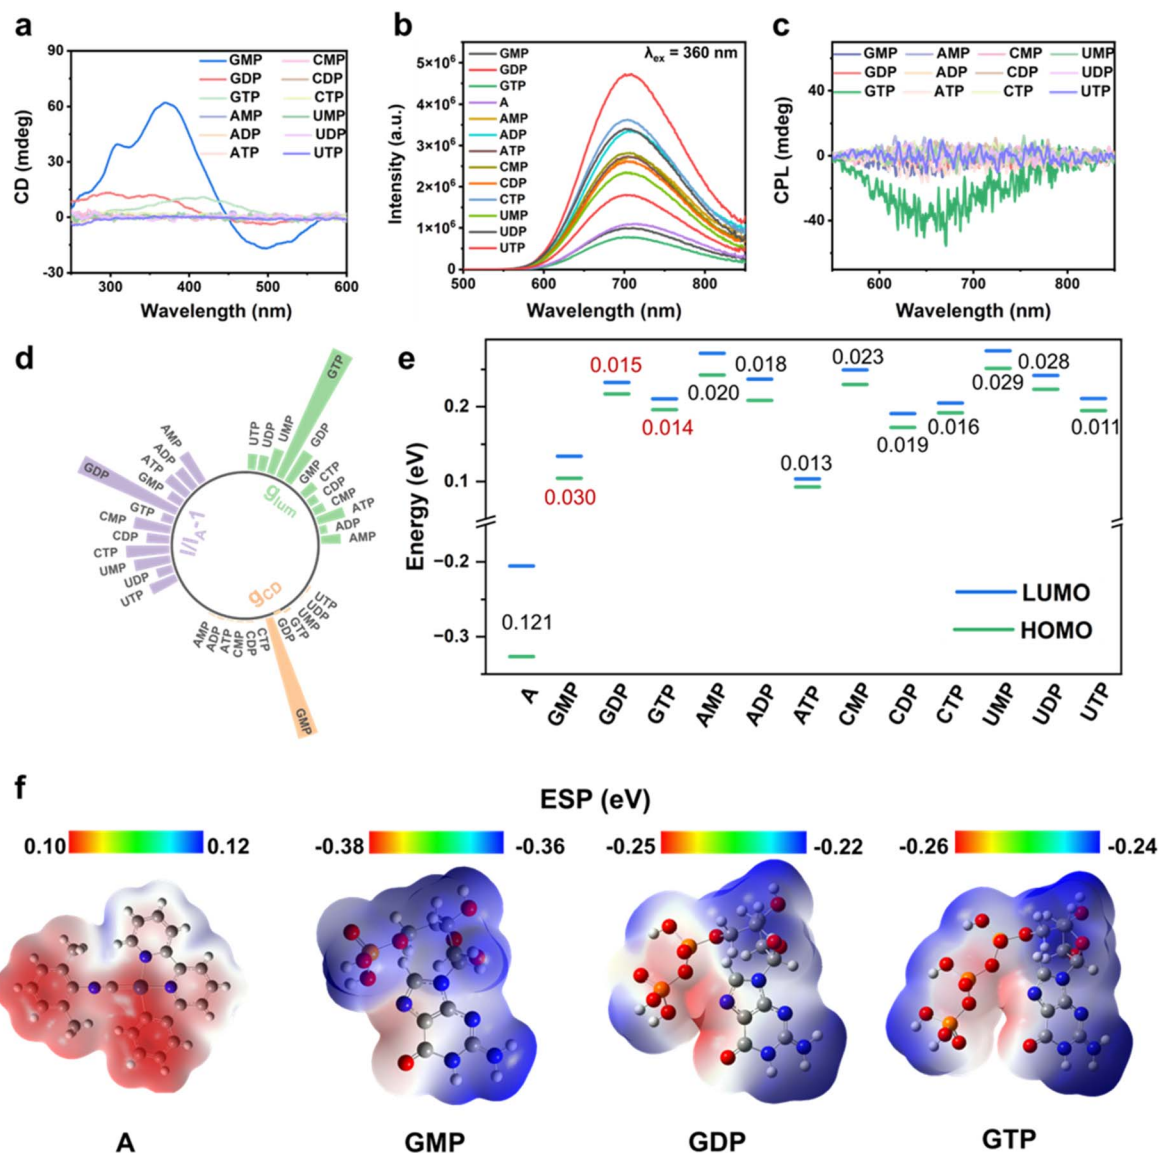 a
90
60
30
0
-30
CD (mdeg)
300 400 500 600
Wavelength (nm)
GMP CMP
GDP CDP
GTP CTP
AMP UMP
ADP UDP
ATP UTP
b
λex = 360 nm
5×10⁶
4×10⁶
3×10⁶
2×10⁶
1×10⁶
0
Intensity (a.u.)
500 600 700 800
Wavelength (nm)
GMP
GDP
GTP
A
AMP
ADP
ATP
CMP
CDP
CTP
UMP
UDP
UTP
c
GMP AMP CMP UMP
GDP ADP CDP UDP
GTP ATP CTP UTP
40
0
-40
CPL (mdeg)
600 700 800
Wavelength (nm)
d
glum
UTP
UDP
UMP
GTP
GDP
GMP
CTP
CDP
CMP
ATP
ADP
AMP
gCD
UTP
UDP
UMP
GTP
GDP
GMP
CTP
CDP
CMP
ATP
ADP
AMP
I/IA-1
UTP
UDP
UMP
CTP
CDP
CMP
GTP
GDP
GMP
ATP
ADP
AMP
e
Energy (eV)
0.2
0.1
−0.2
−0.3
0.121
0.030
0.015
0.014
0.020
0.018
0.013
0.023
0.019
0.016
0.029
0.028
0.011
LUMO
HOMO
A GMP GDP GTP AMP ADP ATP CMP CDP CTP UMP UDP UTP
f
ESP (eV)
0.10 0.12
-0.38 -0.36
-0.25 -0.22
-0.26 -0.24
A GMP GDP GTP